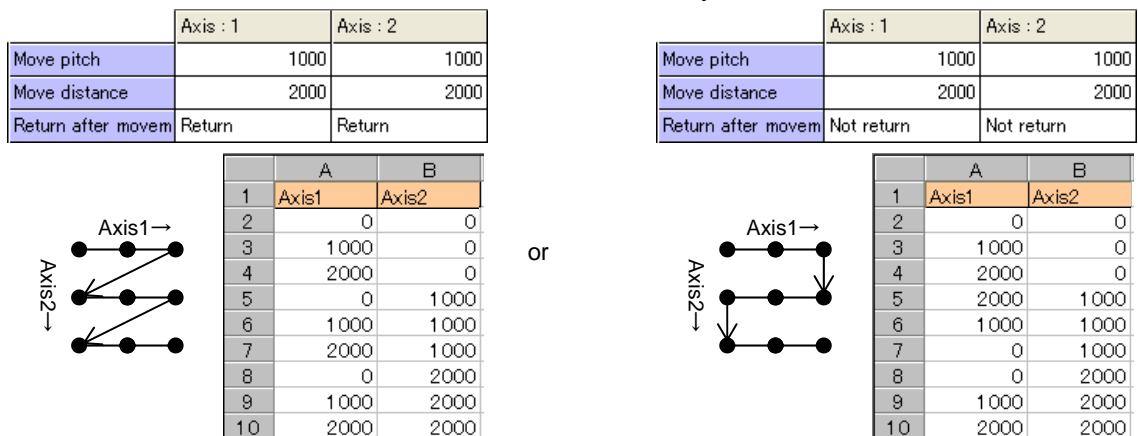 Axis : 1 Axis : 2
Move pitch 1000 1000
Move distance 2000 2000
Return after movem Return Return
A B
1 Axis1 Axis2
2 0 0
3 1000 0
4 2000 0
5 0 1000
6 1000 1000
7 2000 1000
8 0 2000
9 1000 2000
10 2000 2000
Axis1→
Axis2→
or
Axis : 1 Axis : 2
Move pitch 1000 1000
Move distance 2000 2000
Return after movem Not return Not return
A B
1 Axis1 Axis2
2 0 0
3 1000 0
4 2000 0
5 2000 1000
6 1000 1000
7 0 1000
8 0 2000
9 1000 2000
10 2000 2000
Axis1→
Axis2→